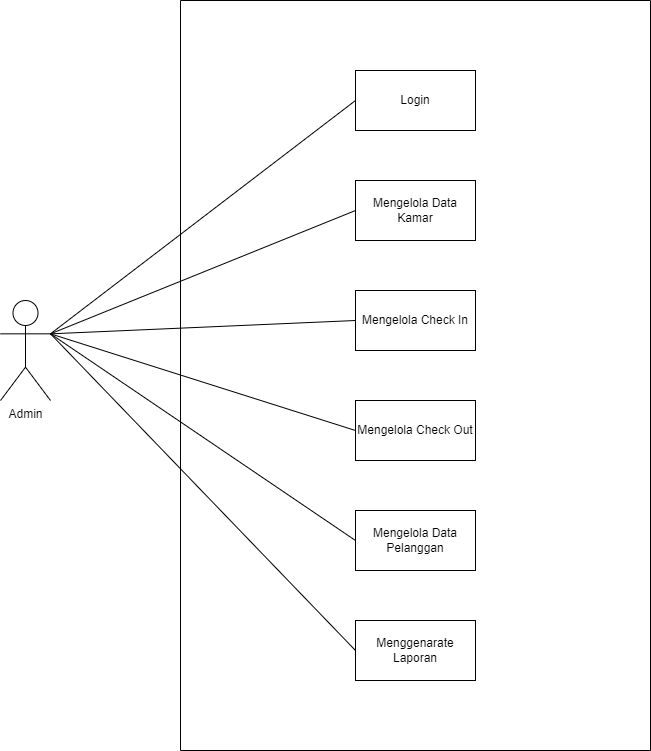 Login
Mengelola Data
Kamar
Mengelola Check In
Admin
Mengelola Check Out
Mengelola Data
Pelanggan
Menggenarate
Laporan